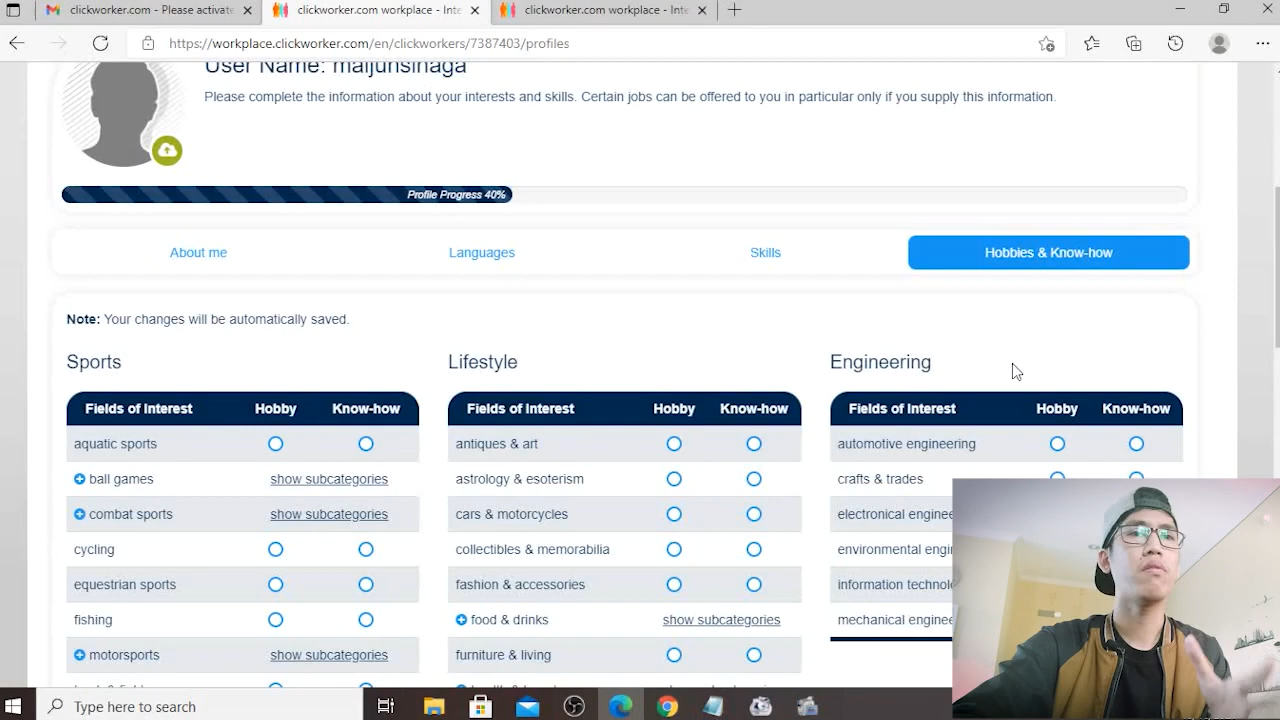 clickworker.com - Please activate
clickworker.com workplace - Inte
clickworker.com workplace - Inte
https://workplace.clickworker.com/en/clickworkers/7387403/profiles
User Name: maijunsinaga
Please complete the information about your interests and skills. Certain jobs can be offered to you in particular only if you supply this information.
Profile Progress 40%
About me
Languages
Skills
Hobbies & Know-how
Note: Your changes will be automatically saved.
Sports
Fields of Interest Hobby Know-how
aquatic sports
ball games show subcategories
combat sports show subcategories
cycling
equestrian sports
fishing
motorsports show subcategories
Lifestyle
Fields of Interest Hobby Know-how
antiques & art
astrology & esoterism
cars & motorcycles
collectibles & memorabilia
fashion & accessories
food & drinks show subcategories
furniture & living
Engineering
Fields of Interest Hobby Know-how
automotive engineering
crafts & trades
electronical enginee
environmental engi
information technol
mechanical enginee
Type here to search